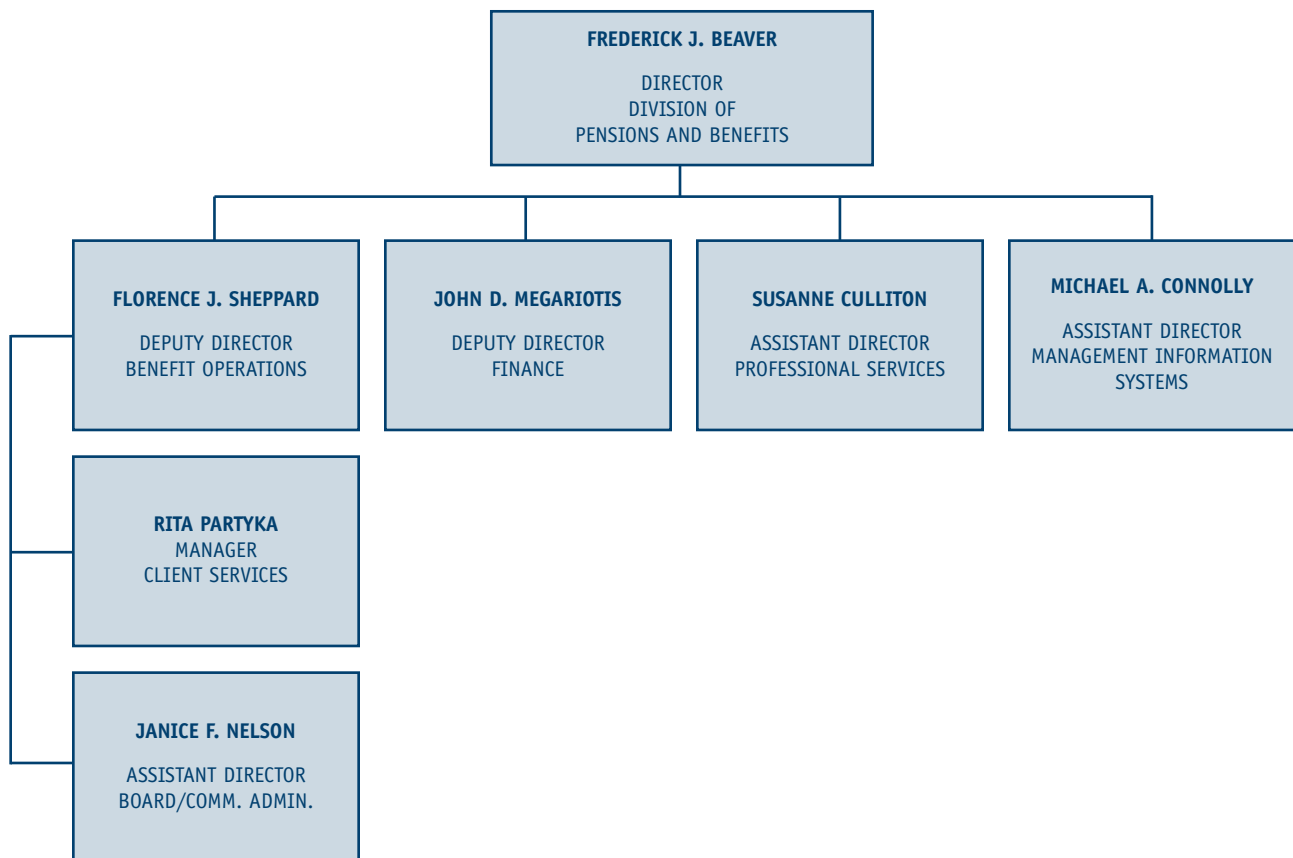 FREDERICK J. BEAVER
DIRECTOR
DIVISION OF
PENSIONS AND BENEFITS
FLORENCE J. SHEPPARD
DEPUTY DIRECTOR
BENEFIT OPERATIONS
JOHN D. MEGARIOTIS
DEPUTY DIRECTOR
FINANCE
SUSANNE CULLITON
ASSISTANT DIRECTOR
PROFESSIONAL SERVICES
MICHAEL A. CONNOLLY
ASSISTANT DIRECTOR
MANAGEMENT INFORMATION
SYSTEMS
RITA PARTYKA
MANAGER
CLIENT SERVICES
JANICE F. NELSON
ASSISTANT DIRECTOR
BOARD/COMM. ADMIN.